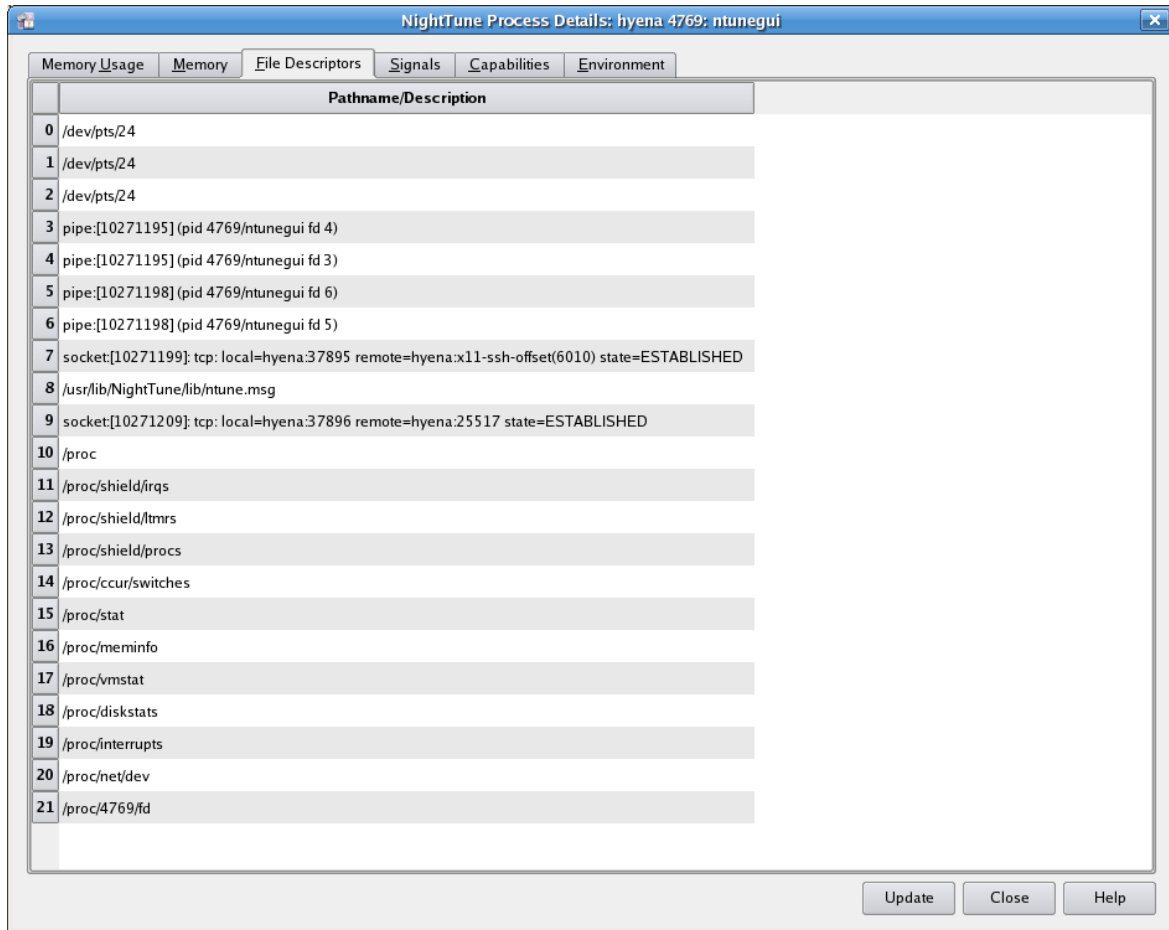 NightTune Process Details: hyena 4769: ntunegui
Memory Usage Memory File Descriptors Signals Capabilities Environment
Pathname/Description
0 /dev/pts/24
1 /dev/pts/24
2 /dev/pts/24
3 pipe:[10271195] (pid 4769/ntunegui fd 4)
4 pipe:[10271195] (pid 4769/ntunegui fd 3)
5 pipe:[10271198] (pid 4769/ntunegui fd 6)
6 pipe:[10271198] (pid 4769/ntunegui fd 5)
7 socket:[10271199]: tcp: local=hyena:37895 remote=hyena:x11-ssh-offset(6010) state=ESTABLISHED
8 /usr/lib/NightTune/lib/ntune.msg
9 socket:[10271209]: tcp: local=hyena:37896 remote=hyena:25517 state=ESTABLISHED
10 /proc
11 /proc/shield/irqs
12 /proc/shield/ltmrs
13 /proc/shield/procs
14 /proc/ccur/switches
15 /proc/stat
16 /proc/meminfo
17 /proc/vmstat
18 /proc/diskstats
19 /proc/interrupts
20 /proc/net/dev
21 /proc/4769/fd
Update Close Help